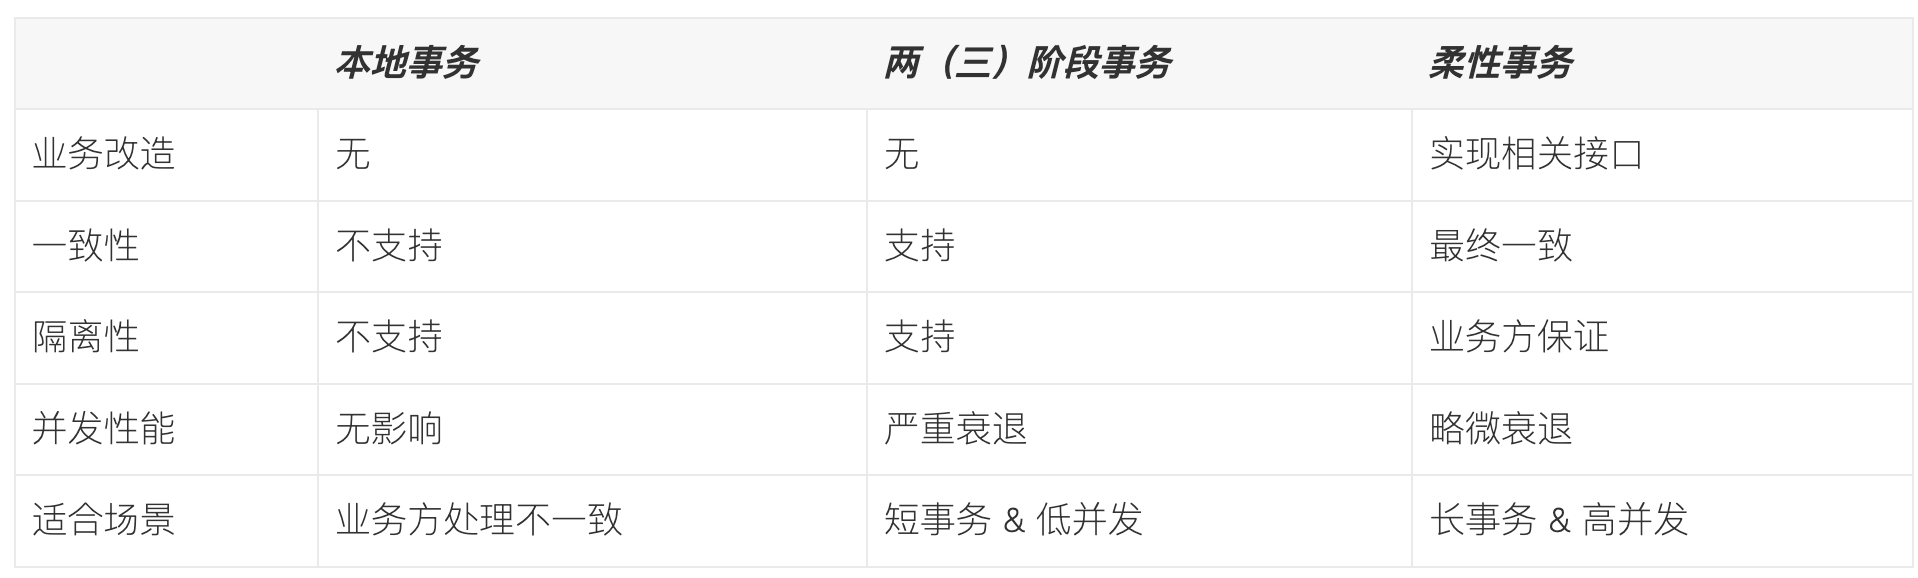 本地事务 两（三）阶段事务 柔性事务
业务改造 无 无 实现相关接口
一致性 不支持 支持 最终一致
隔离性 不支持 支持 业务方保证
并发性能 无影响 严重衰退 略微衰退
适合场景 业务方处理不一致 短事务 & 低并发 长事务 & 高并发